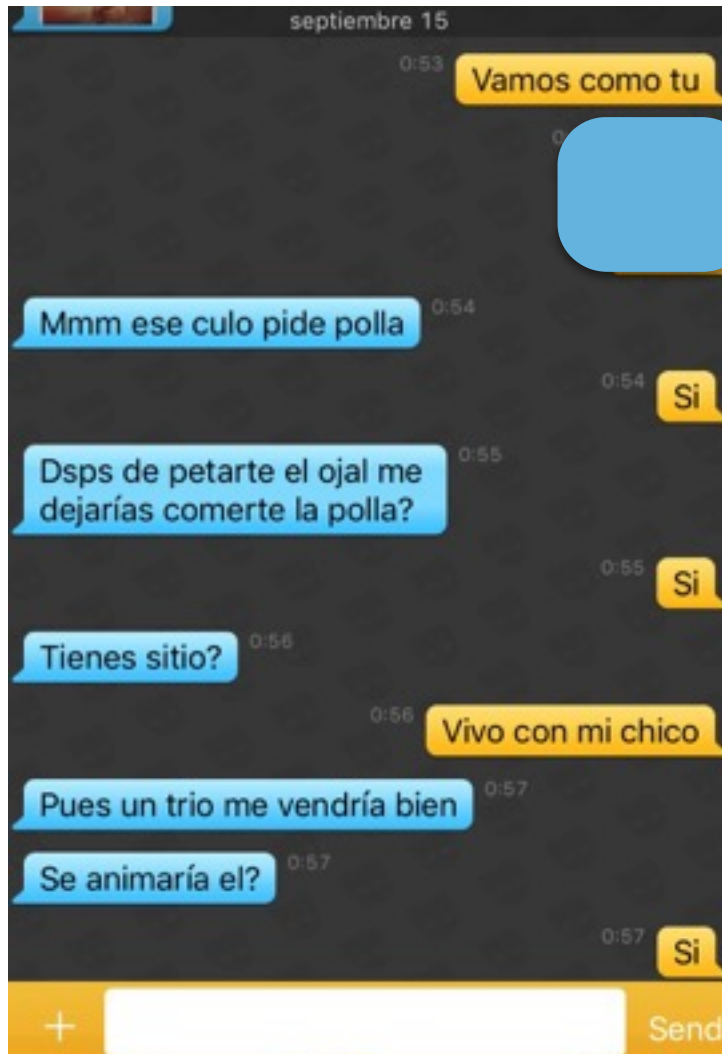 septiembre 15
0:53
Vamos como tu
Mmm ese culo pide polla
0:54
0:54
Si
Dsps de petarte el ojal me
dejarías comerte la polla?
0:55
0:55
Si
Tienes sitio?
0:56
0:56
Vivo con mi chico
Pues un trio me vendría bien
0:57
Se animaría el?
0:57
0:57
Si
Send